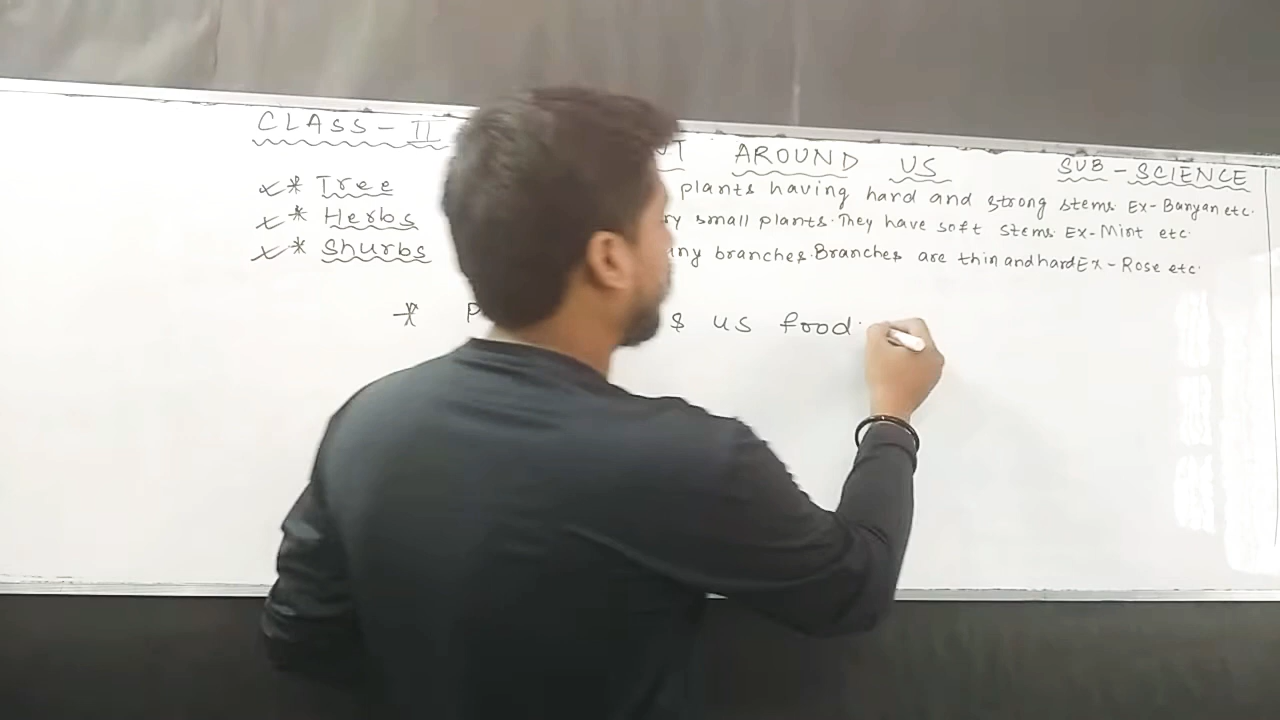 CLASS - II AROUND US SUB - SCIENCE
* Tree plants having hard and strong stems Ex- Banyan etc.
* Herbs small plants. They have soft stems. Ex- Mint etc.
* Shurbs branches. Branches are thin and hard Ex - Rose etc.
* us food.